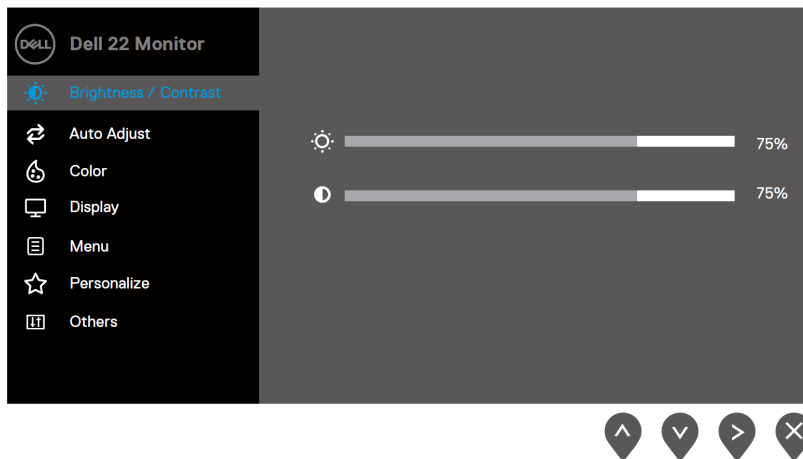 DELL
Dell 22 Monitor
Brightness / Contrast
Auto Adjust
Color
Display
Menu
Personalize
Others
75%
75%